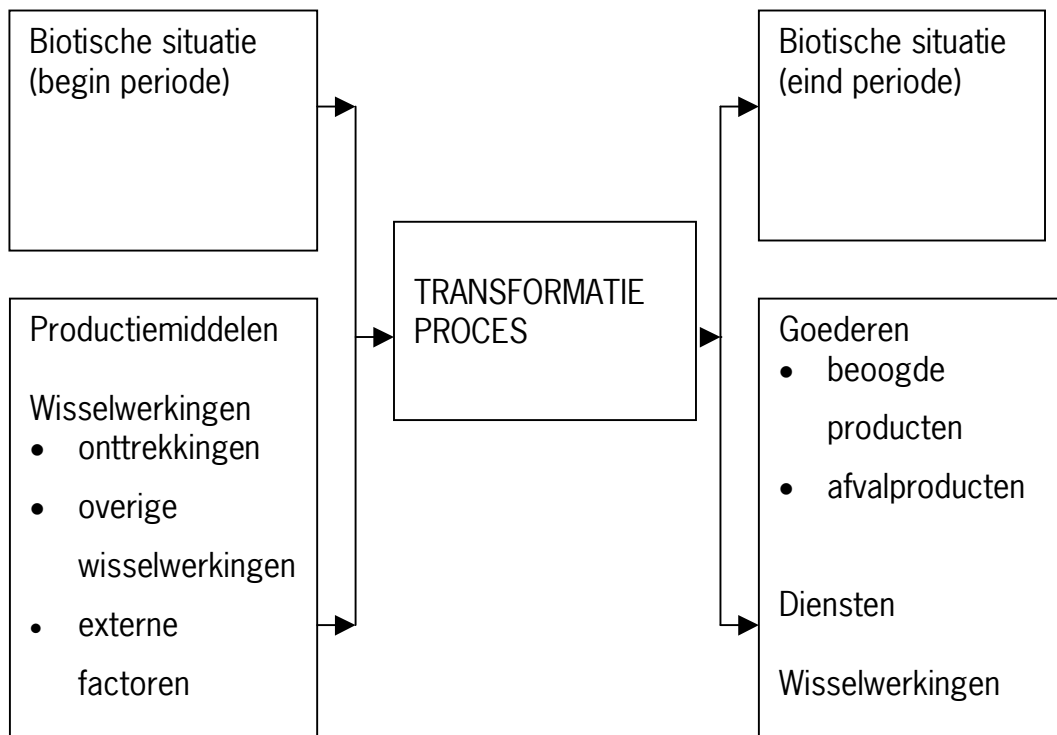 Biotische situatie
(begin periode)
Productiemiddelen
Wisselwerkingen
• onttrekkingen
• overige
wisselwerkingen
• externe
factoren
TRANSFORMATIE
PROCES
Biotische situatie
(eind periode)
Goederen
• beoogde
producten
• afvalproducten
Diensten
Wisselwerkingen